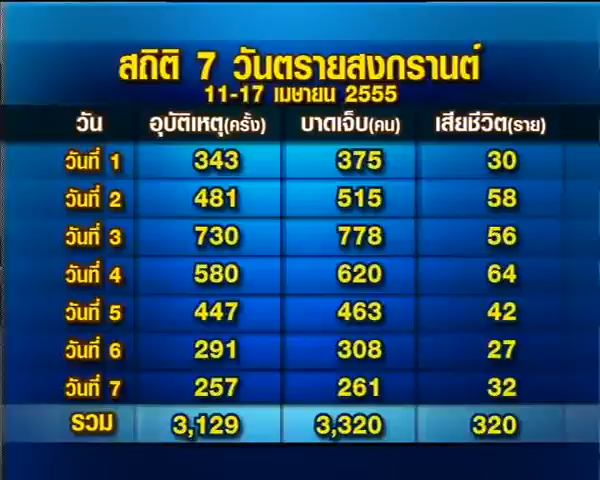 สถิติ 7 วันตรายสงกรานต์
11-17 เมษายน 2555
วัน อุบัติเหตุ(ครั้ง) บาดเจ็บ(คน) เสียชีวิต(ราย)
วันที่ 1 343 375 30
วันที่ 2 481 515 58
วันที่ 3 730 778 56
วันที่ 4 580 620 64
วันที่ 5 447 463 42
วันที่ 6 291 308 27
วันที่ 7 257 261 32
รวม 3,129 3,320 320